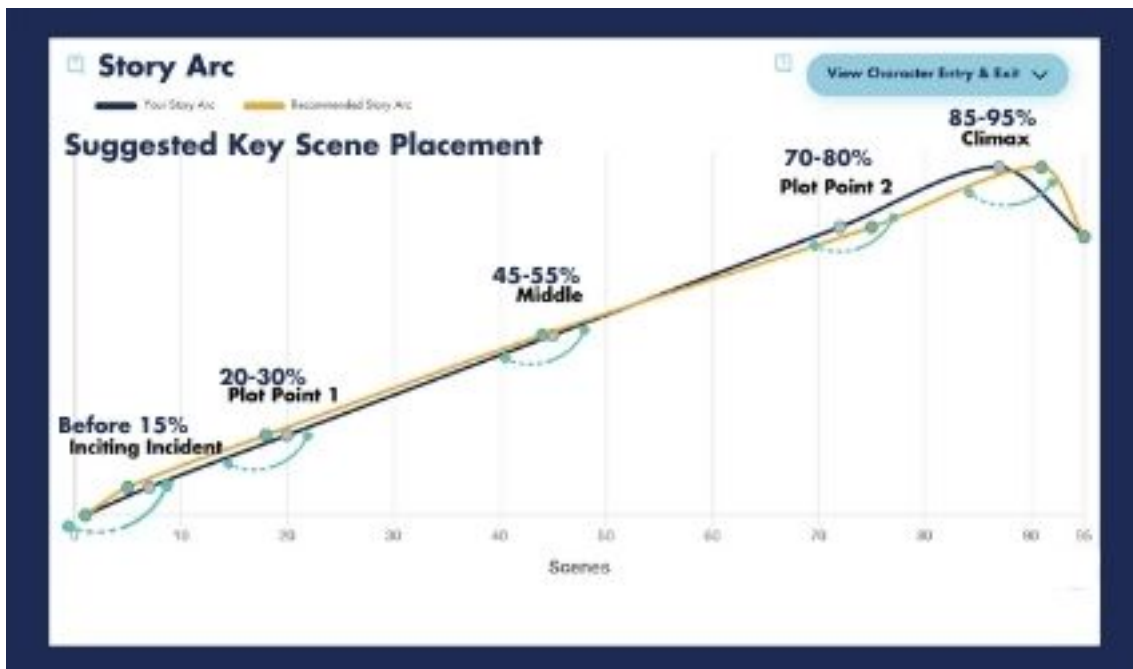 Story Arc
View Character Entry & Exit
Your Story Arc
Recommended Story Arc
Suggested Key Scene Placement
85-95%
Climax
70-80%
Plot Point 2
45-55%
Middle
20-30%
Plot Point 1
Before 15%
Inciting Incident
0 10 20 30 40 50 60 70 80 90 95
Scenes